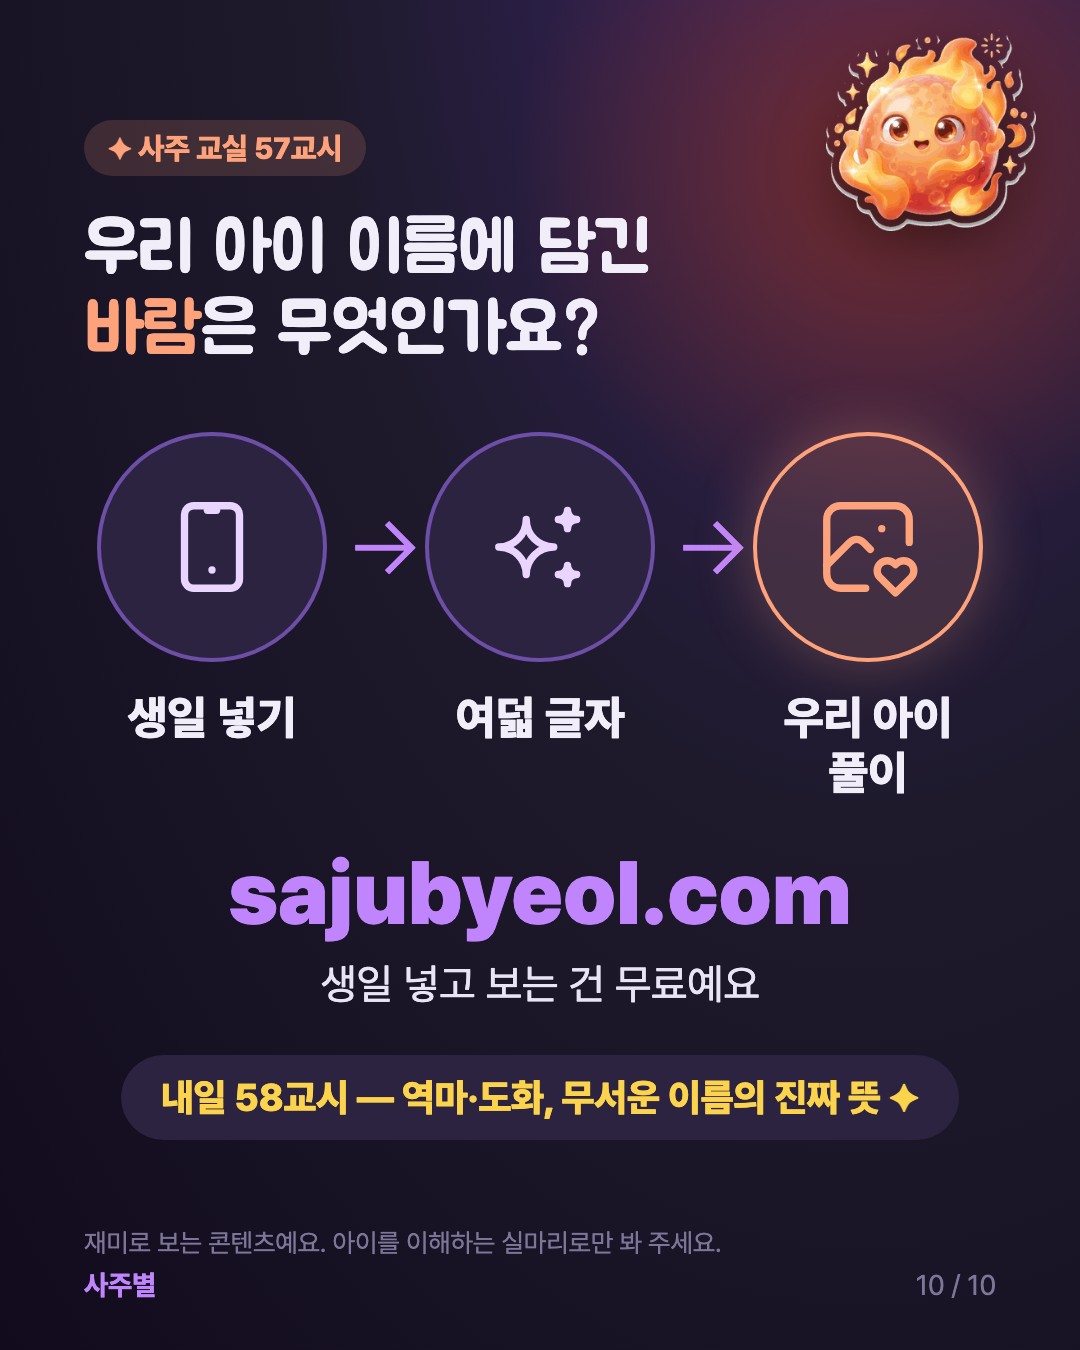 ✦ 사주 교실 57교시
우리 아이 이름에 담긴
바람은 무엇인가요?
생일 넣기
여덟 글자
우리 아이
풀이
sajubyeol.com
생일 넣고 보는 건 무료예요
내일 58교시 — 역마·도화, 무서운 이름의 진짜 뜻 ✦
재미로 보는 콘텐츠예요. 아이를 이해하는 실마리로만 봐 주세요.
사주별
10 / 10